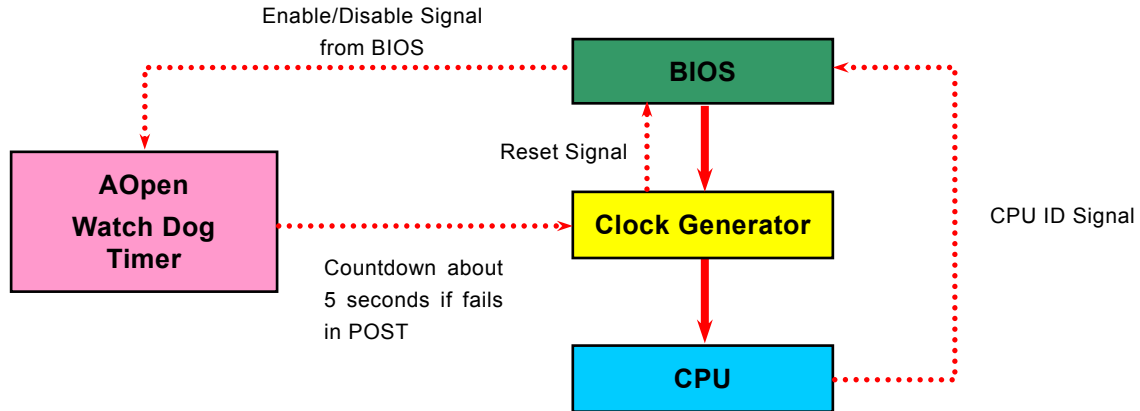 Enable/Disable Signal
from BIOS
BIOS
Reset Signal
AOpen
Watch Dog
Timer
Clock Generator
CPU ID Signal
Countdown about
5 seconds if fails
in POST
CPU